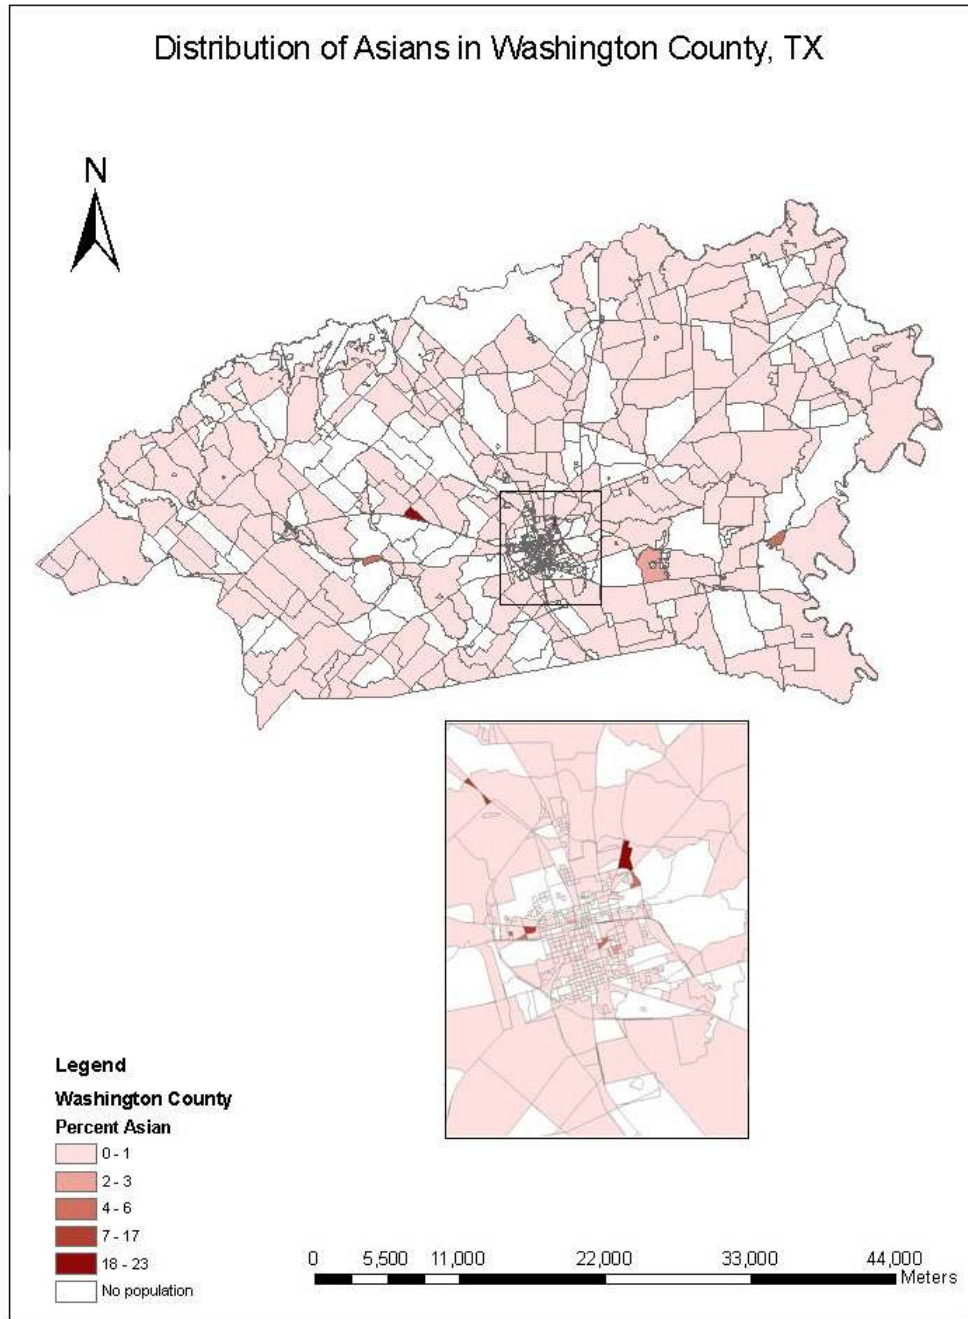 Distribution of Asians in Washington County, TX
N
Legend
Washington County
Percent Asian
0 - 1
2 - 3
4 - 6
7 - 17
18 - 23
No population
0 5,500 11,000 22,000 33,000 44,000
Meters